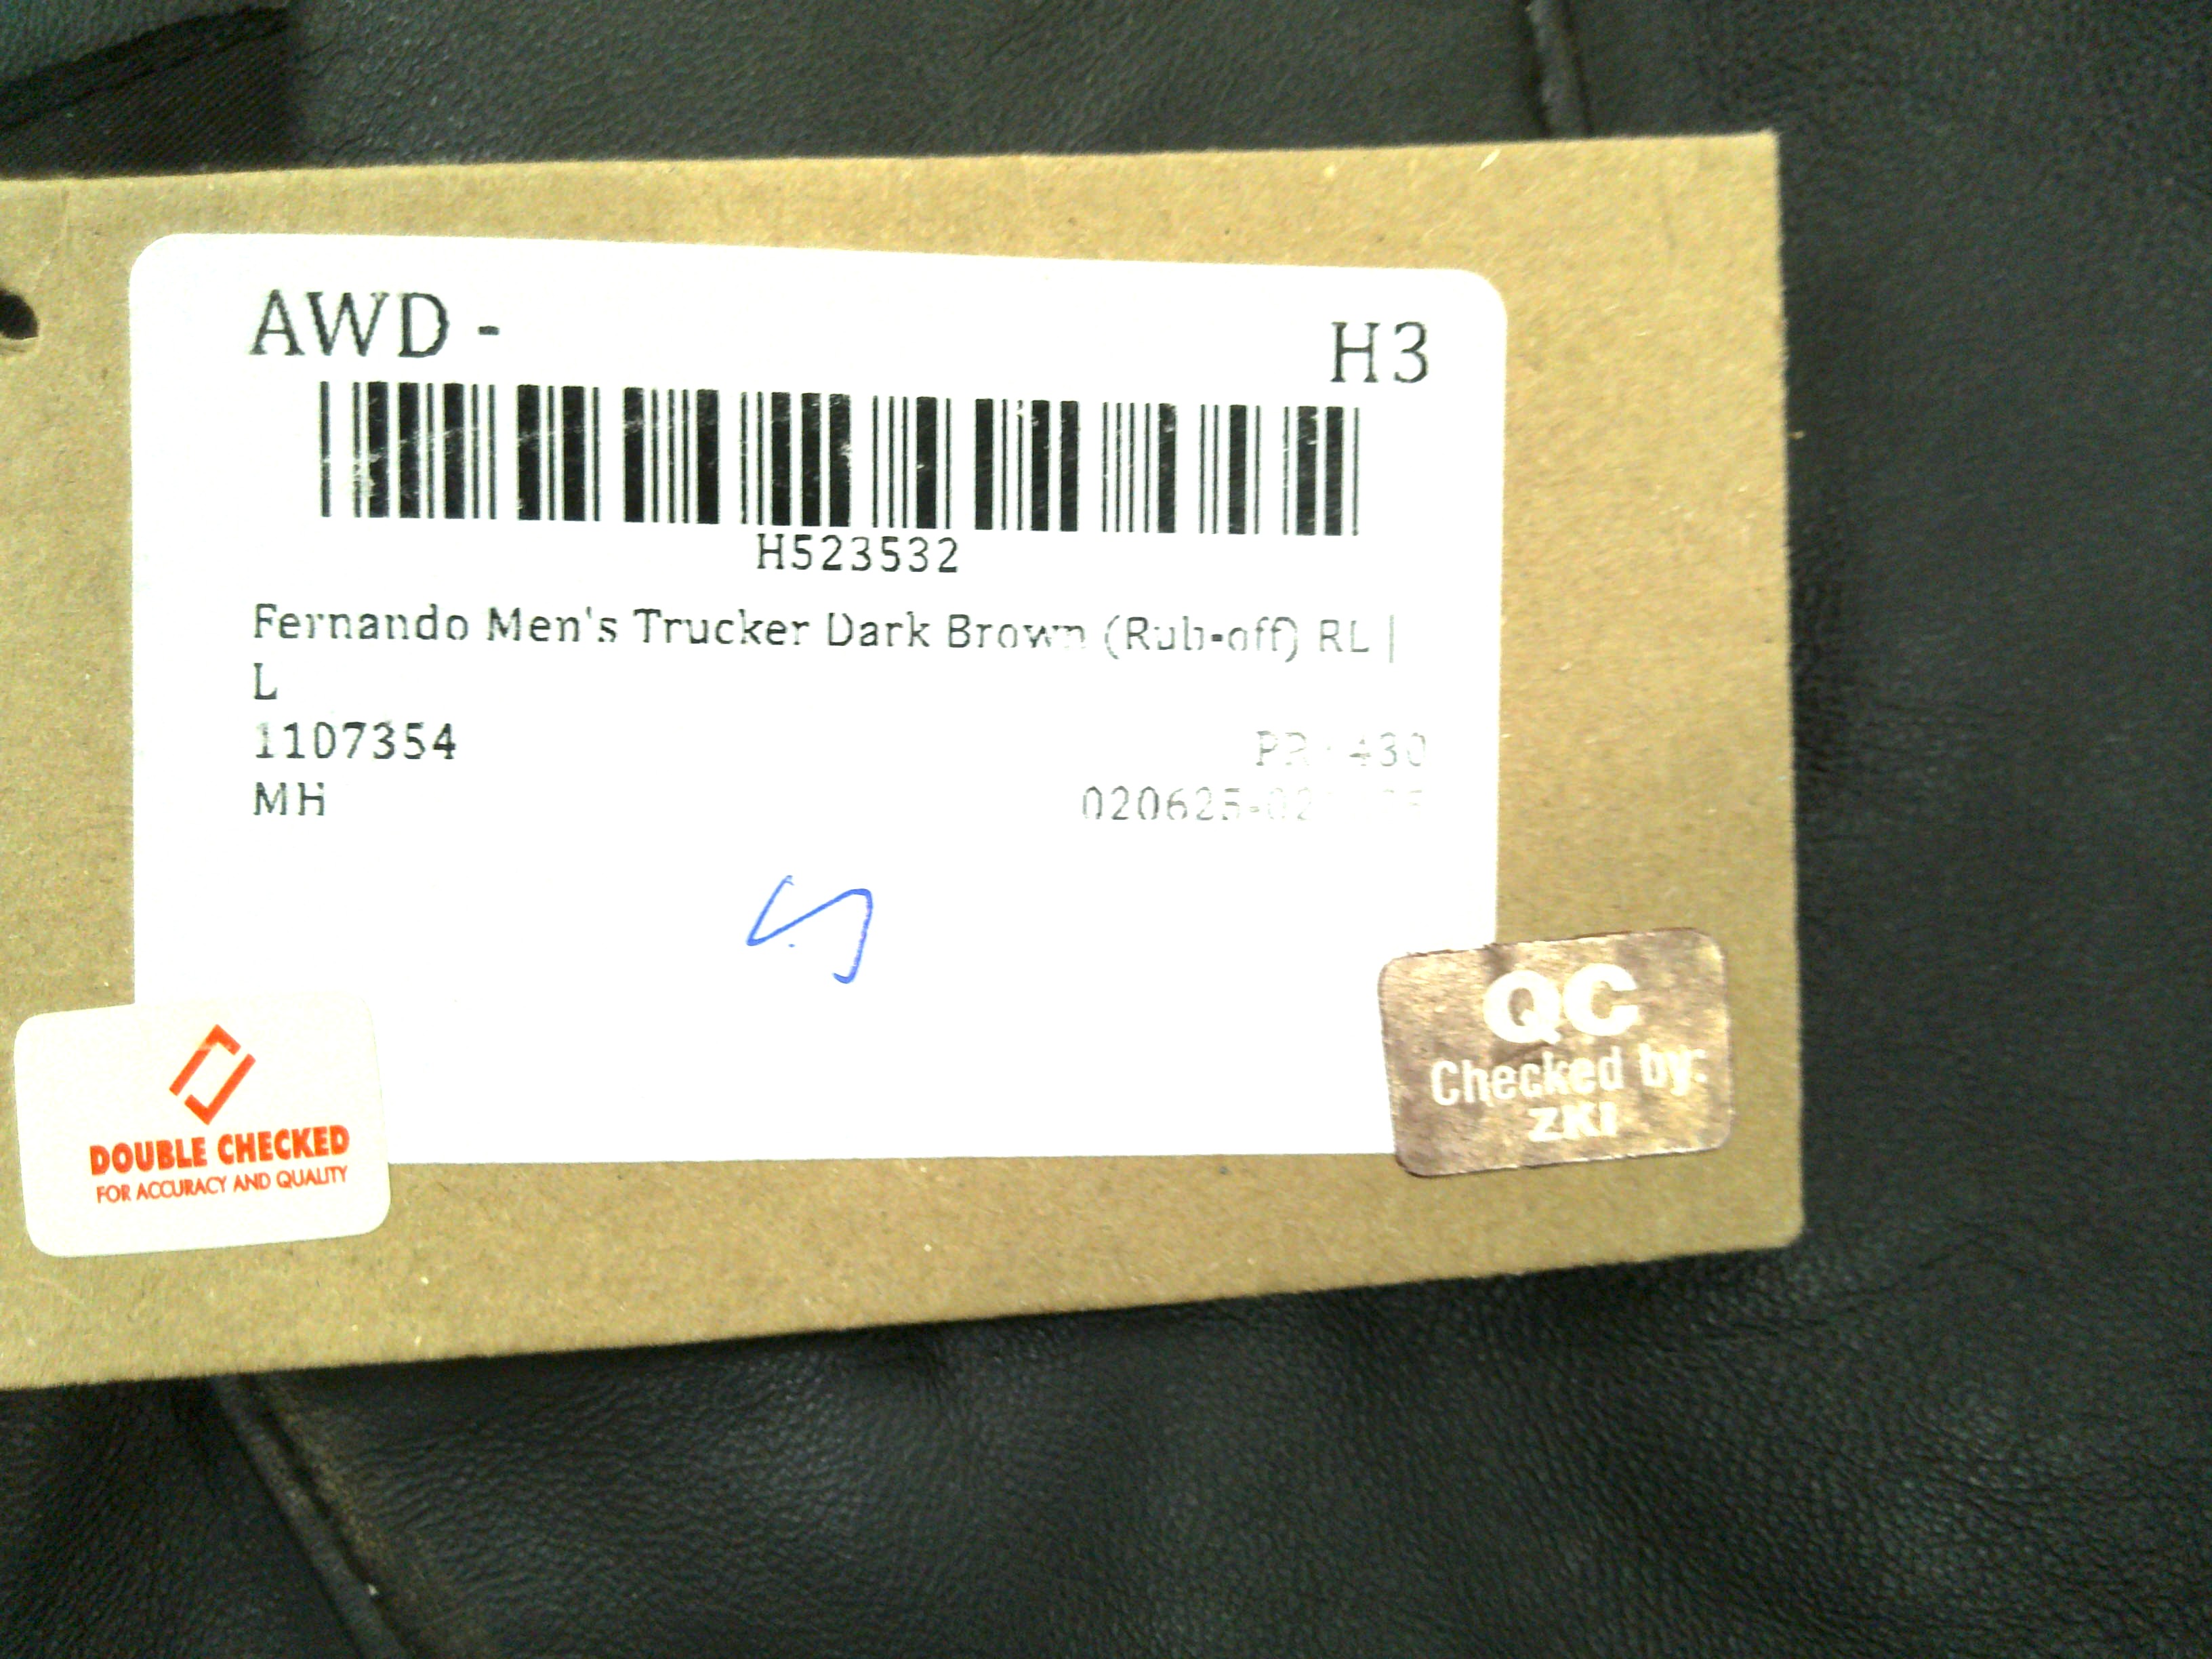 AWD - H3
H523532
Fernando Men's Trucker Dark Brown (Rub-off) RL |
L
1107354
MH
DOUBLE CHECKED
FOR ACCURACY AND QUALITY
QC
Checked by:
ZKI